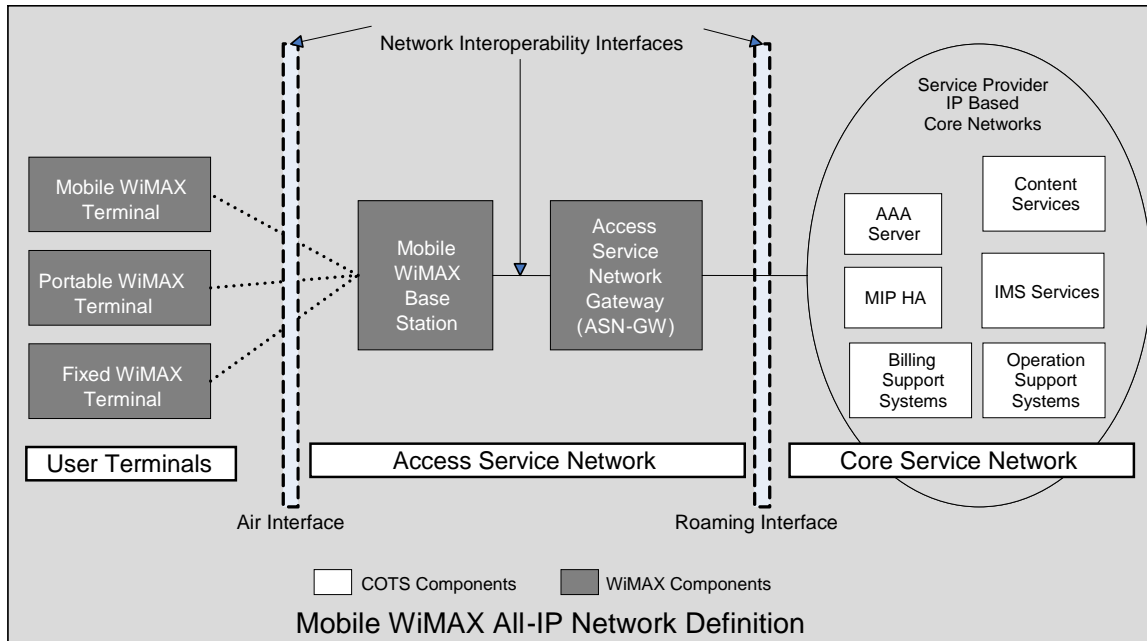 Network Interoperability Interfaces
Service Provider
IP Based
Core Networks
Mobile WiMAX
Terminal
Portable WiMAX
Terminal
Fixed WiMAX
Terminal
Mobile
WiMAX
Base
Station
Access
Service
Network
Gateway
(ASN-GW)
AAA
Server
Content
Services
MIP HA
IMS Services
Billing
Support
Systems
Operation
Support
Systems
User Terminals
Access Service Network
Core Service Network
Air Interface
Roaming Interface
COTS Components
WiMAX Components
Mobile WiMAX All-IP Network Definition